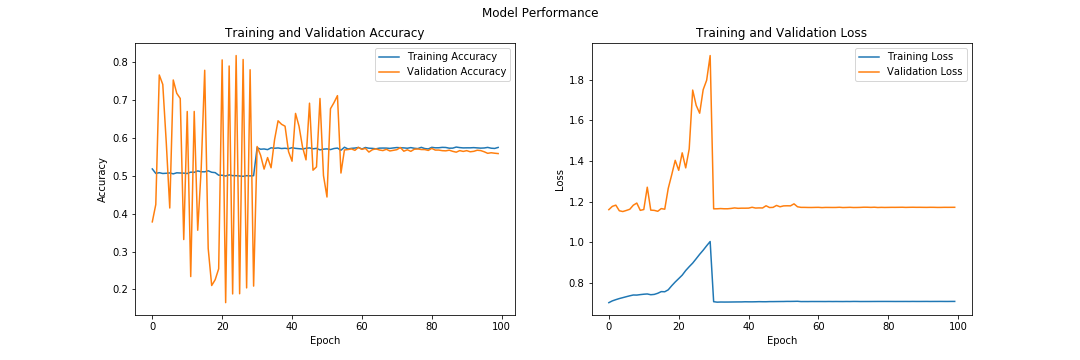 Model Performance
Training and Validation Accuracy
Training Accuracy
Validation Accuracy
0.8
0.7
0.6
0.5
0.4
0.3
0.2
Accuracy
0
20
40
60
80
100
Epoch
Training and Validation Loss
Training Loss
Validation Loss
1.8
1.6
1.4
1.2
1.0
0.8
Loss
0
20
40
60
80
100
Epoch